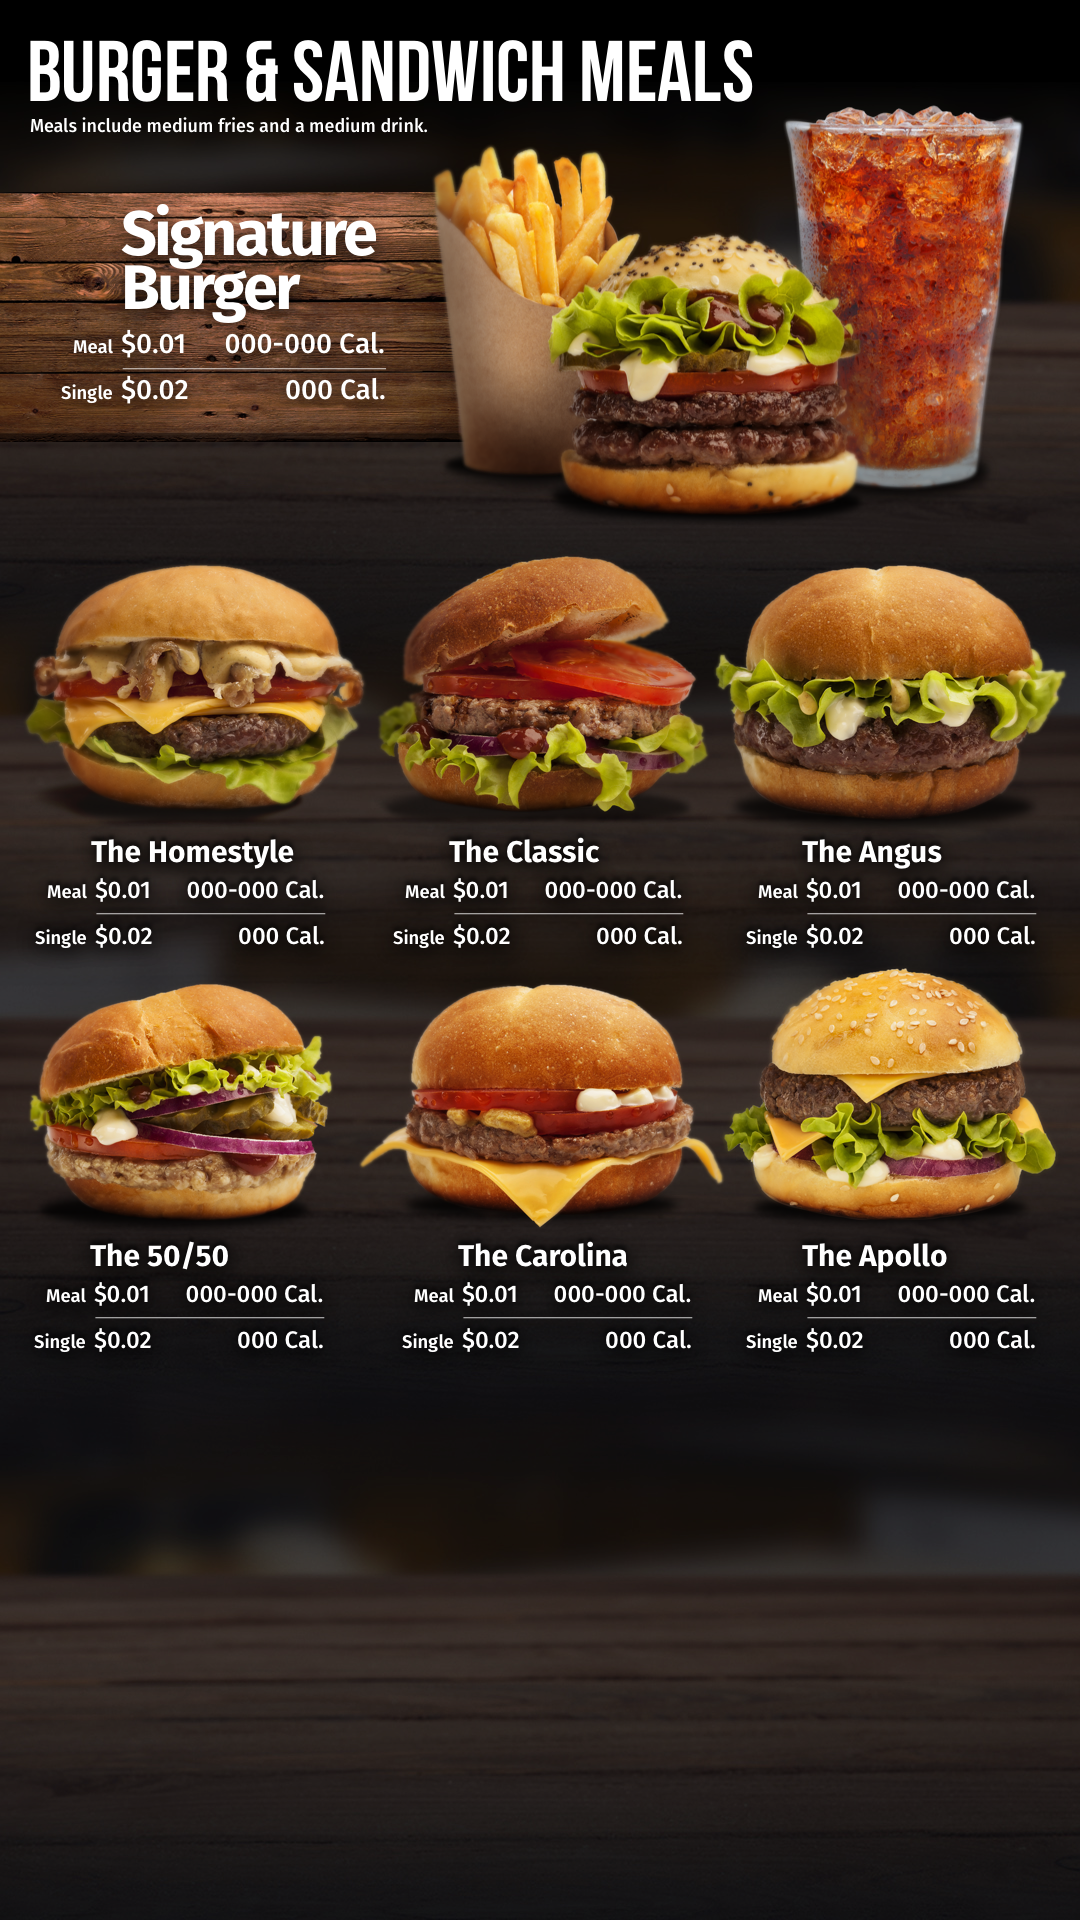 BURGER & SANDWICH MEALS
Meals include medium fries and a medium drink.
Signature
Burger
Meal $0.01 000-000 Cal.
Single $0.02 000 Cal.
The Homestyle
Meal $0.01 000-000 Cal.
Single $0.02 000 Cal.
The Classic
Meal $0.01 000-000 Cal.
Single $0.02 000 Cal.
The Angus
Meal $0.01 000-000 Cal.
Single $0.02 000 Cal.
The 50/50
Meal $0.01 000-000 Cal.
Single $0.02 000 Cal.
The Carolina
Meal $0.01 000-000 Cal.
Single $0.02 000 Cal.
The Apollo
Meal $0.01 000-000 Cal.
Single $0.02 000 Cal.